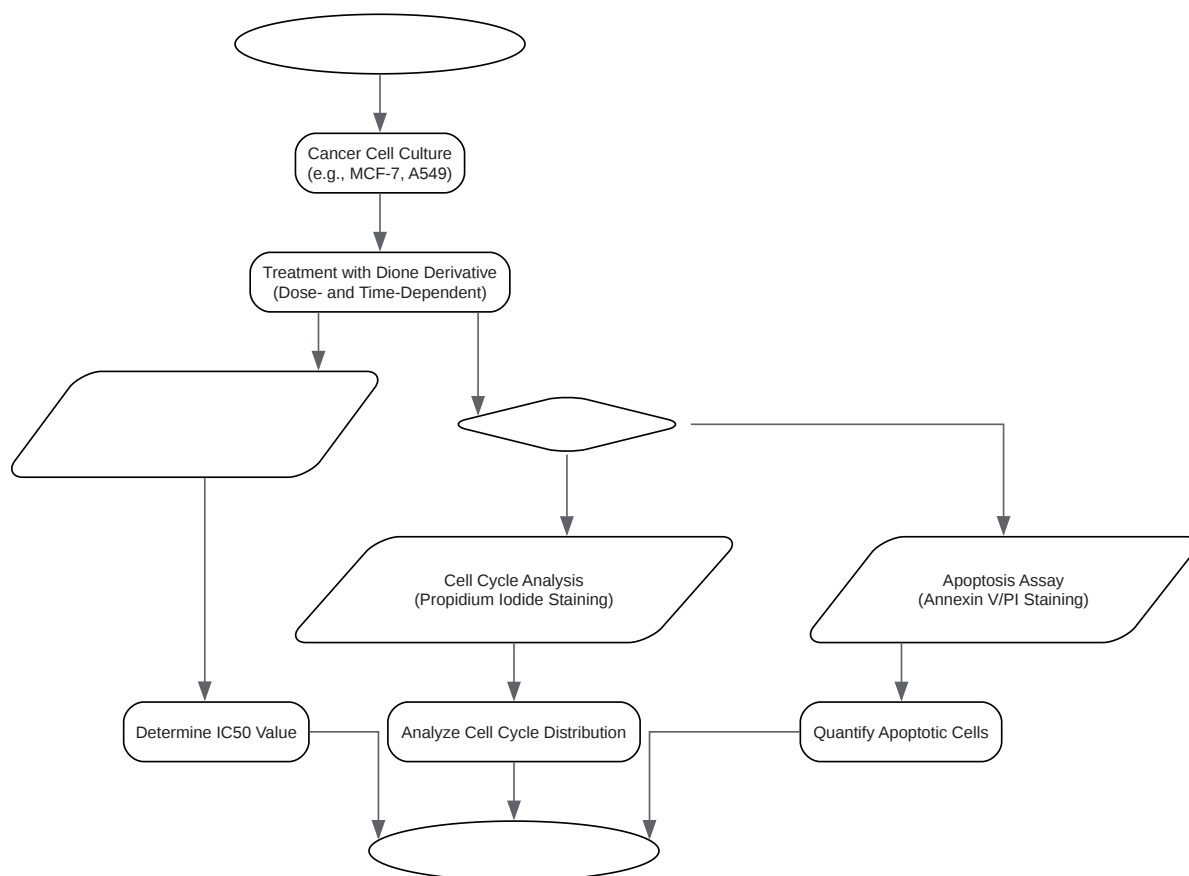 Cancer Cell Culture
(e.g., MCF-7, A549)
Treatment with Dione Derivative
(Dose- and Time-Dependent)
Cell Cycle Analysis
(Propidium Iodide Staining)
Apoptosis Assay
(Annexin V/PI Staining)
Determine IC50 Value
Analyze Cell Cycle Distribution
Quantify Apoptotic Cells